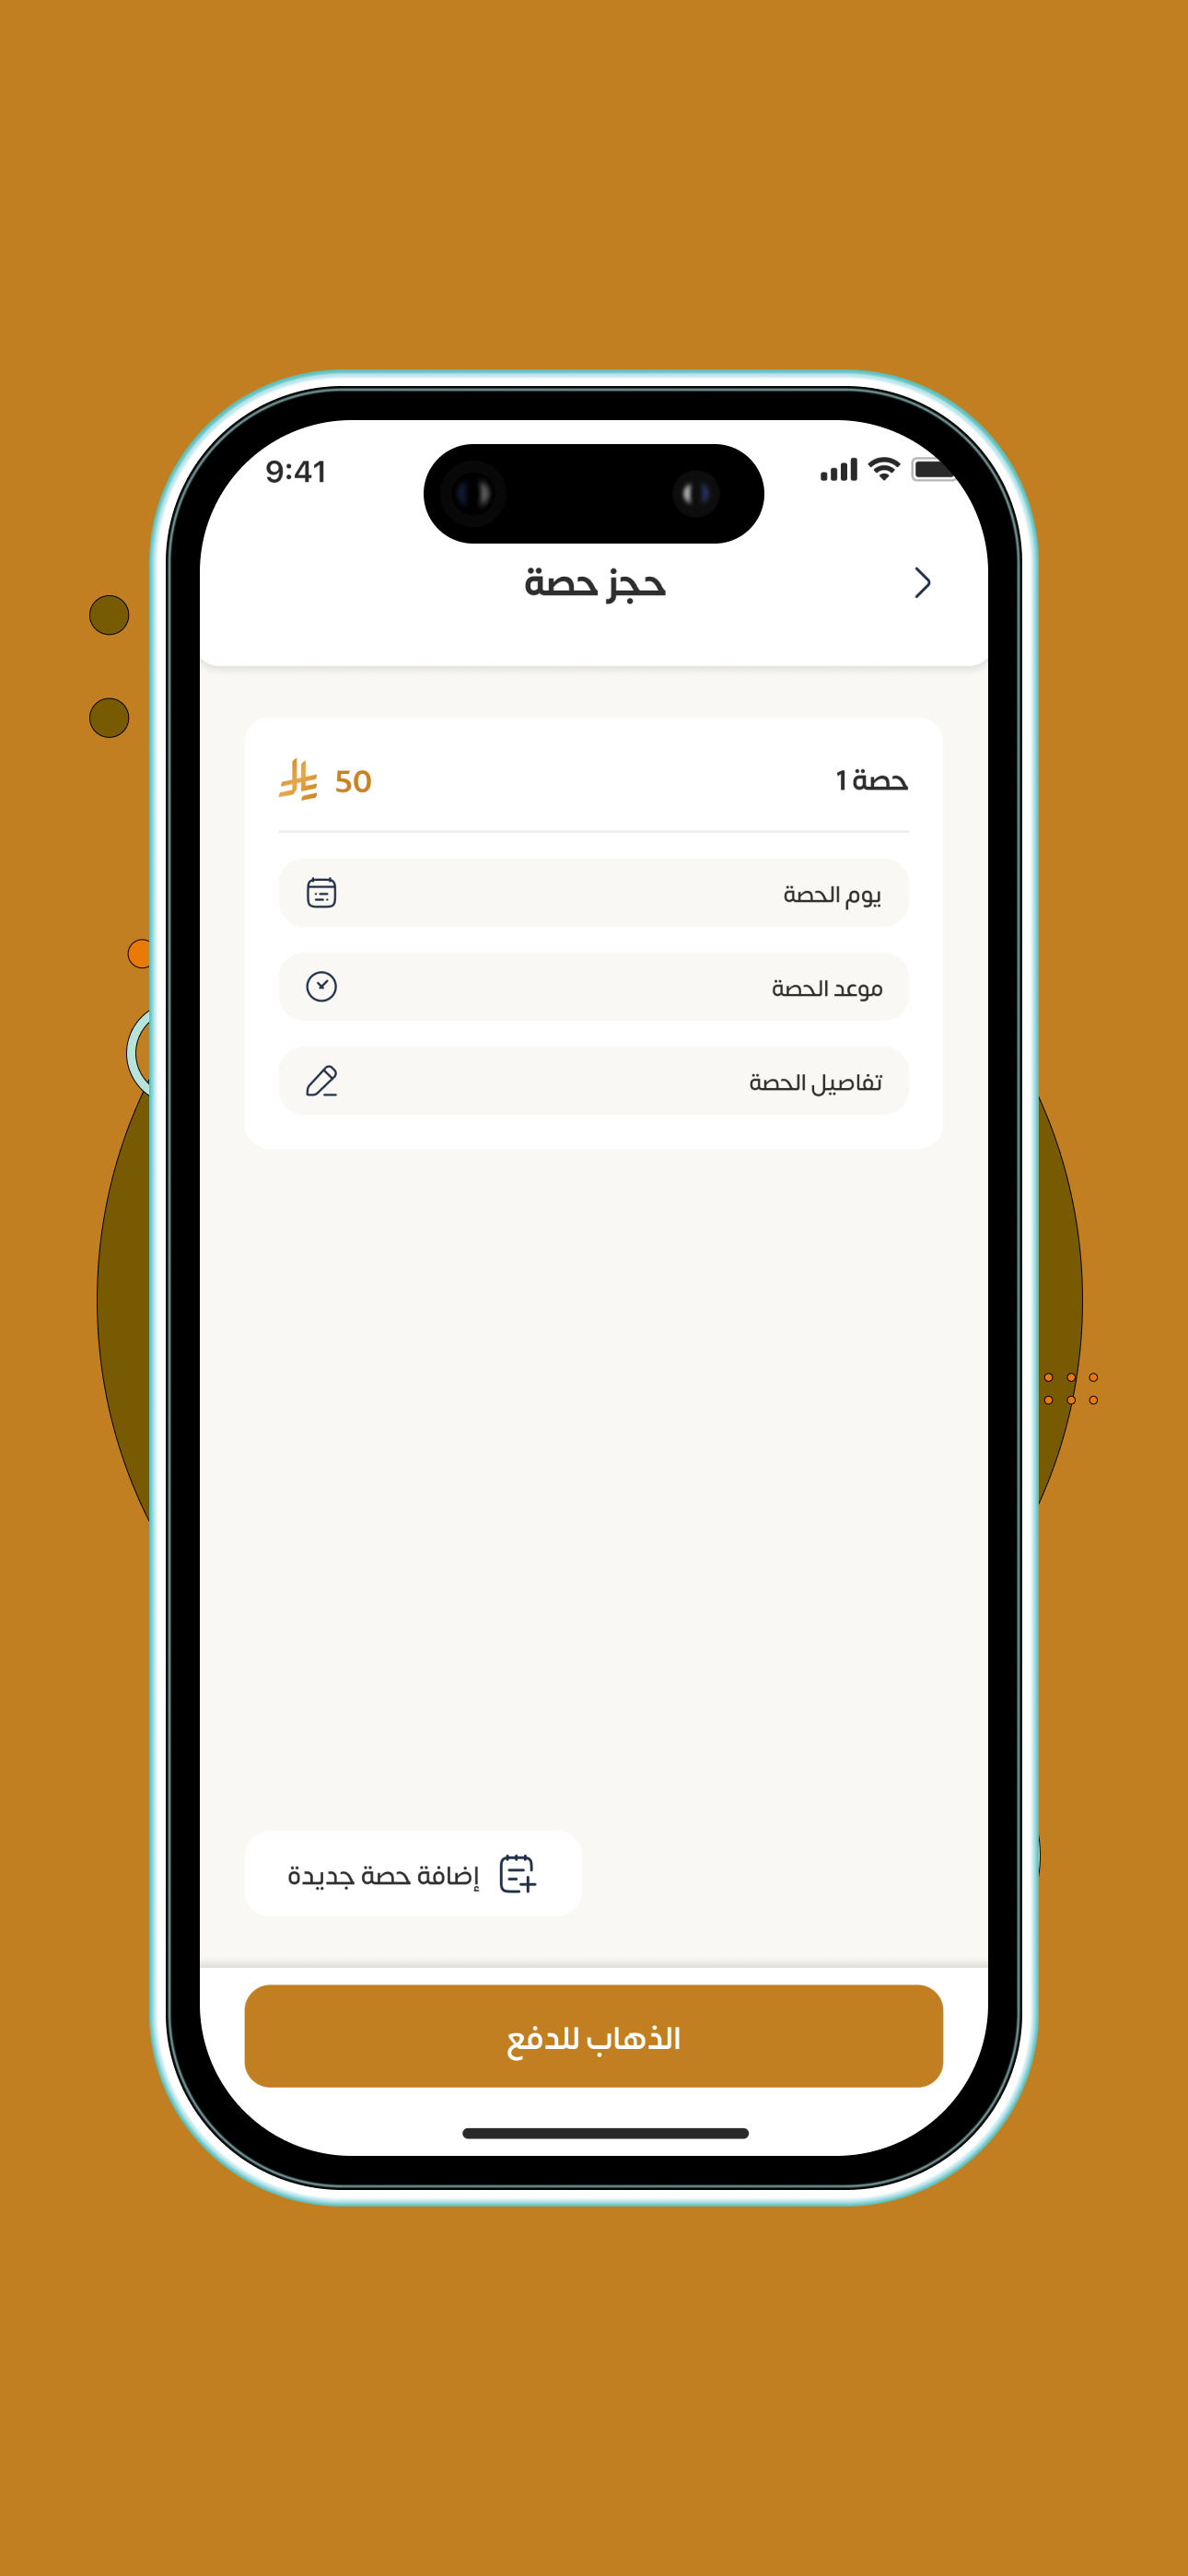 9:41
حجز حصة
حصة 1
50
يوم الحصة
موعد الحصة
تفاصيل الحصة
إضافة حصة جديدة
الذهاب للدفع